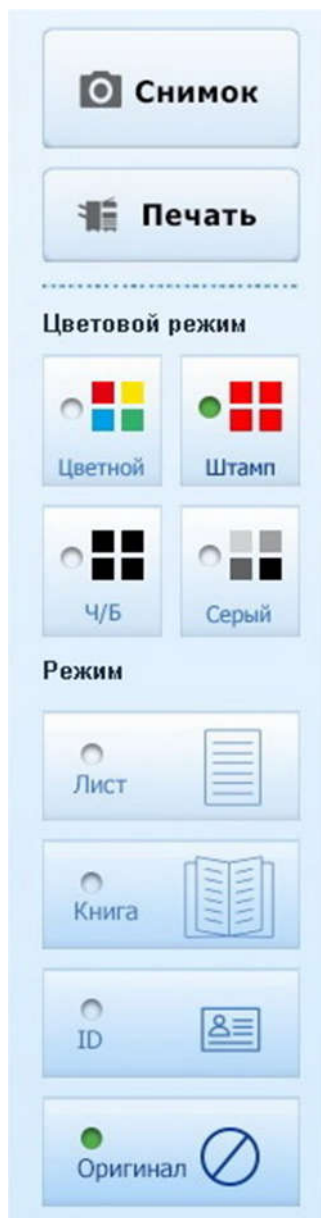 Снимок
Печать
Цветовой режим
Цветной
Штамп
Ч/Б
Серый
Режим
Лист
Книга
ID
Оригинал